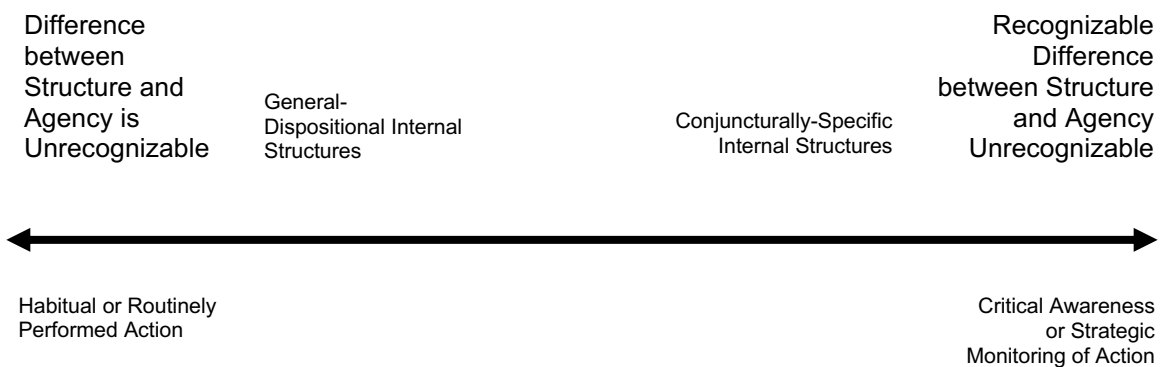 Difference
between
Structure and
Agency is
Unrecognizable
General-
Dispositional Internal
Structures
Conjuncturally-Specific
Internal Structures
Recognizable
Difference
between Structure
and Agency
Unrecognizable
Habitual or Routinely
Performed Action
Critical Awareness
or Strategic
Monitoring of Action